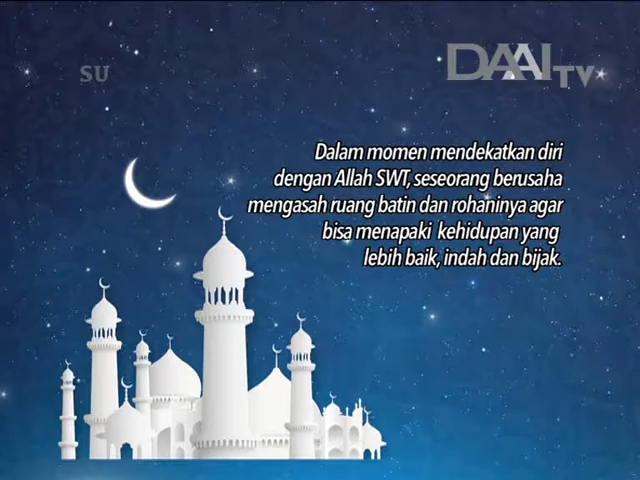 SU
DAAI TV
Dalam momen mendekatkan diri
dengan Allah SWT, seseorang berusaha
mengasah ruang batin dan rohaninya agar
bisa menapaki kehidupan yang
lebih baik, indah dan bijak.